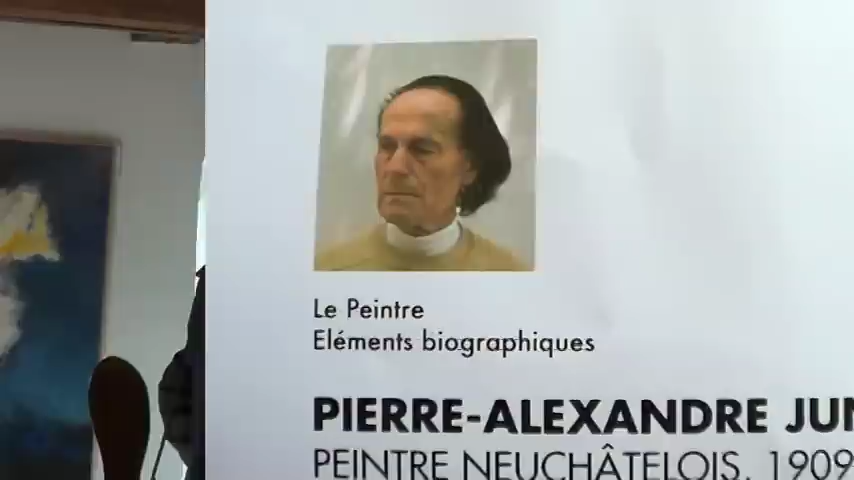 Le Peintre
Eléments biographiques
PIERRE-ALEXANDRE
PEINTRE NEUCHÂTELOIS, 1909